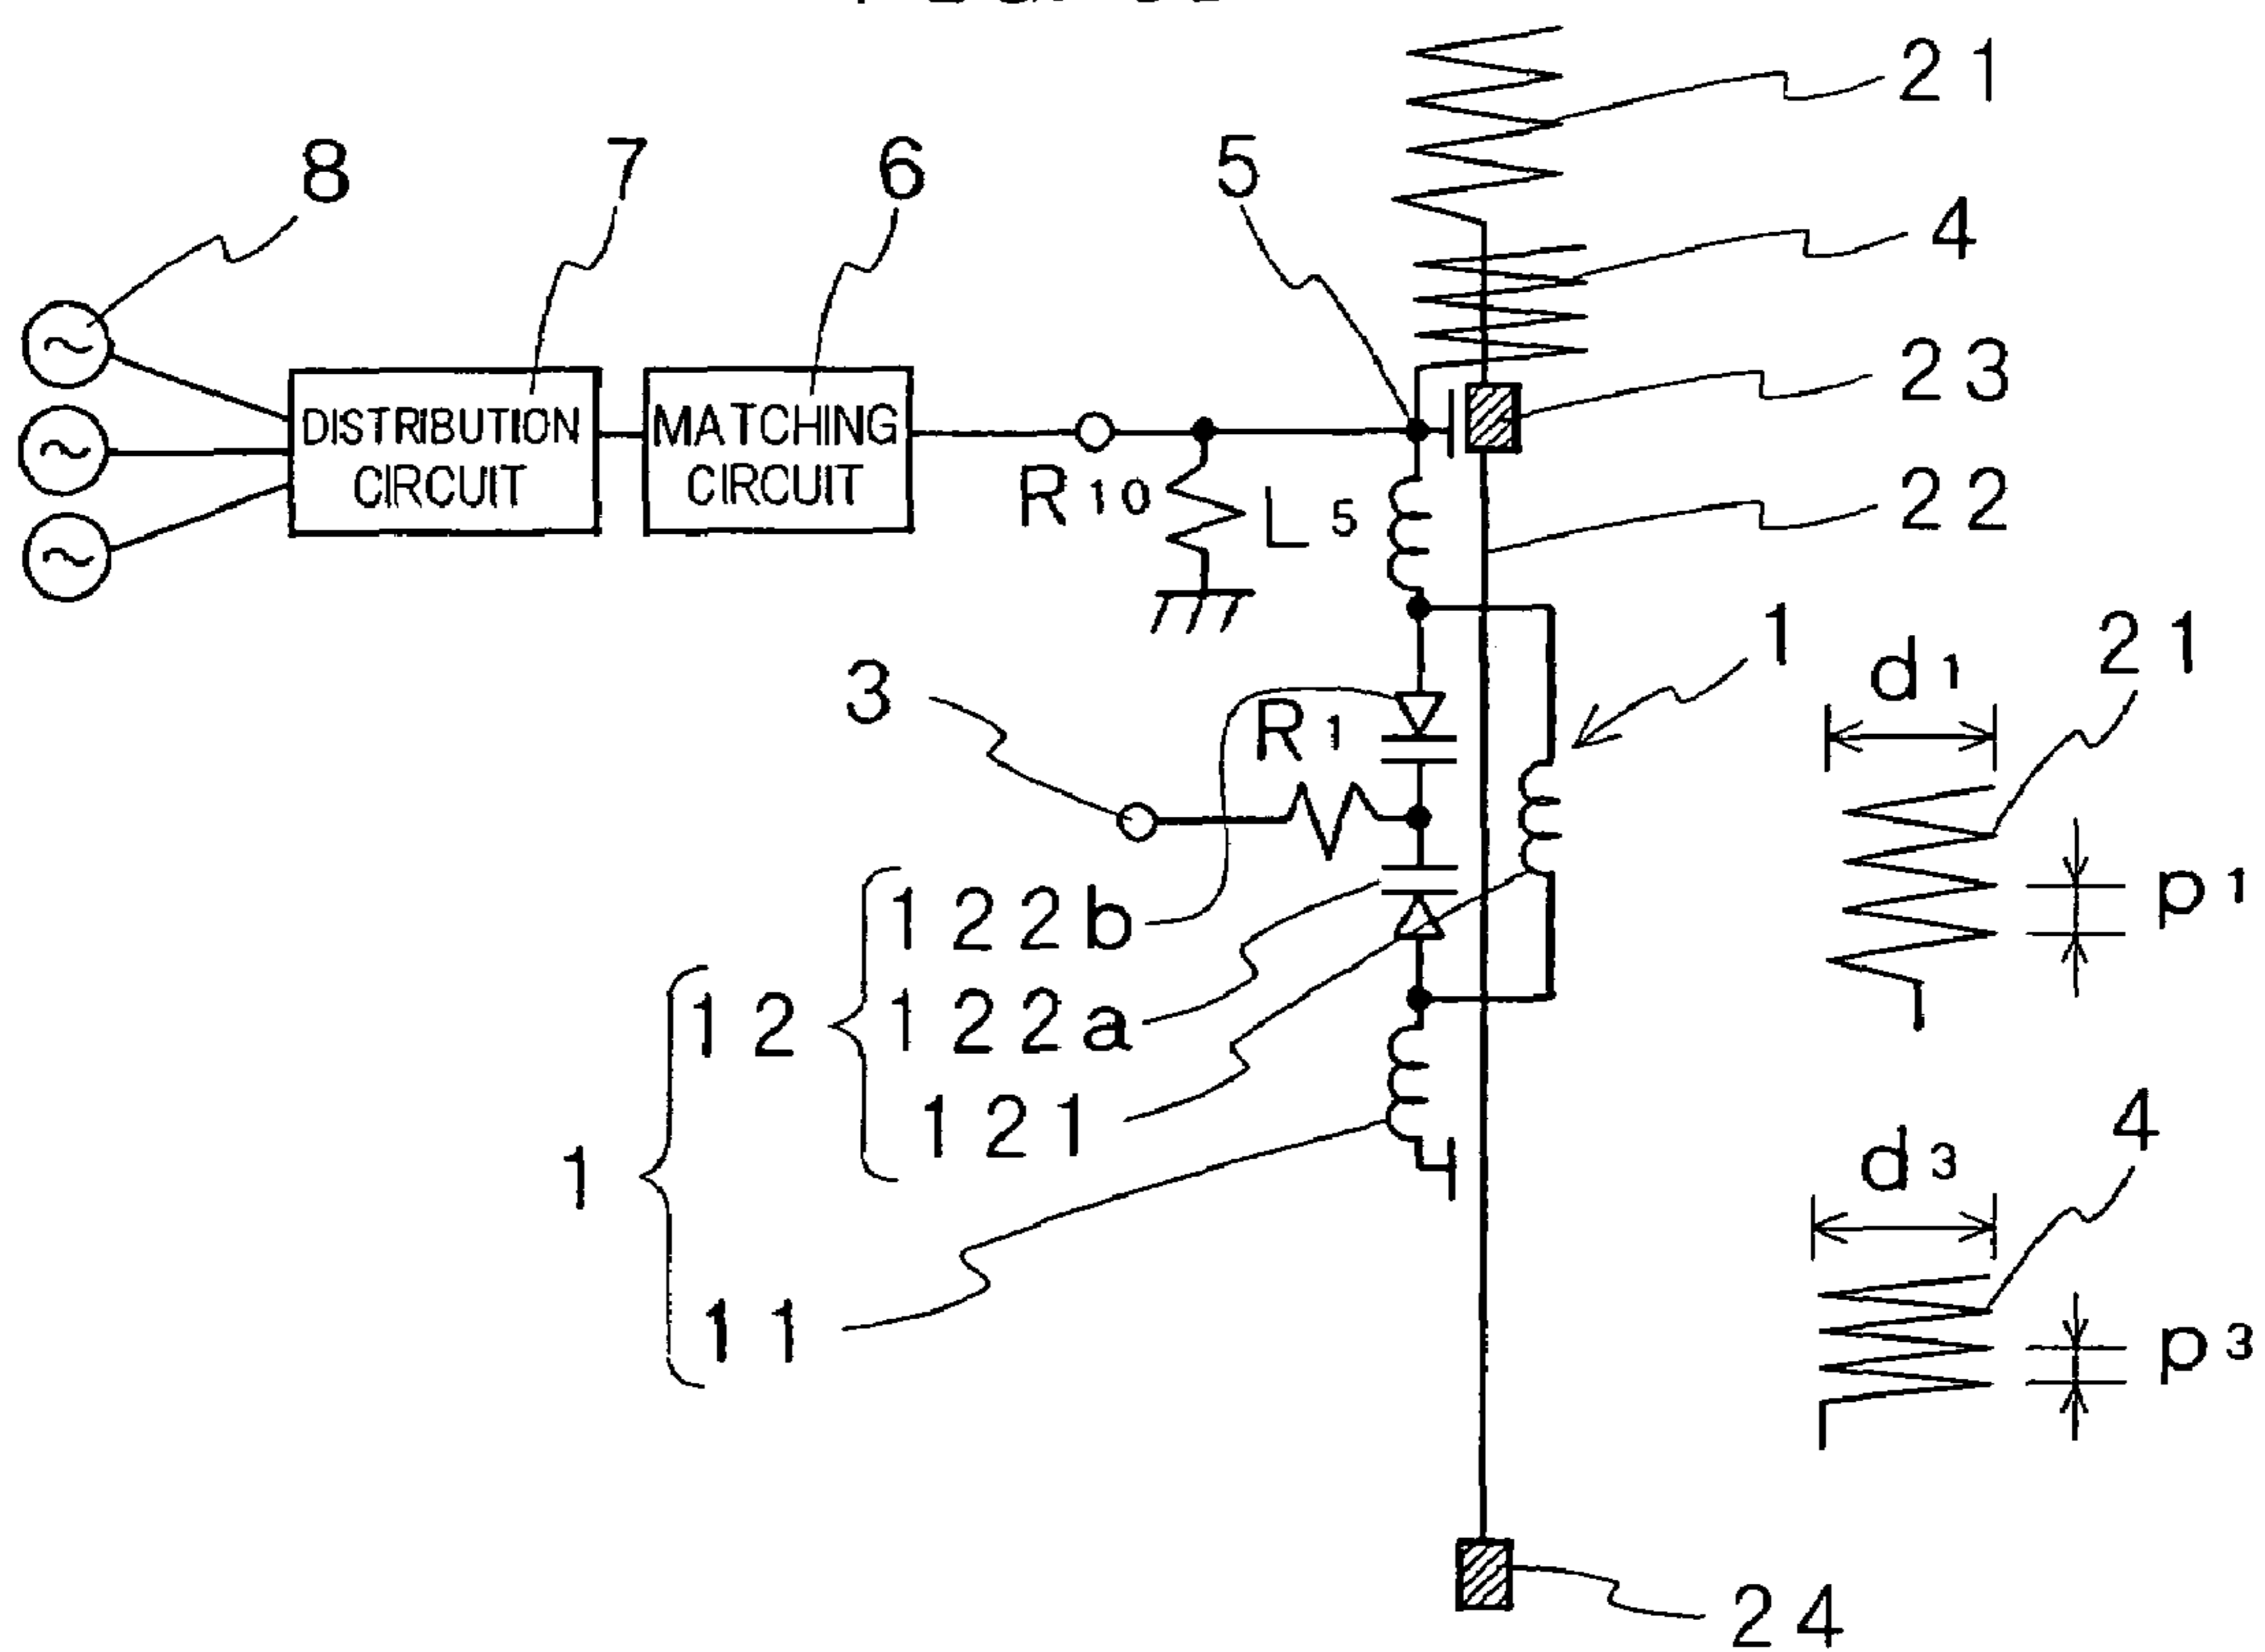 21
8
7
6
5
4
23
DISTRIBUTION
CIRCUIT
MATCHING
CIRCUIT
R10
L5
22
1
21
d1
3
R1
p1
122b
12
122a
121
1
11
4
d3
p3
24